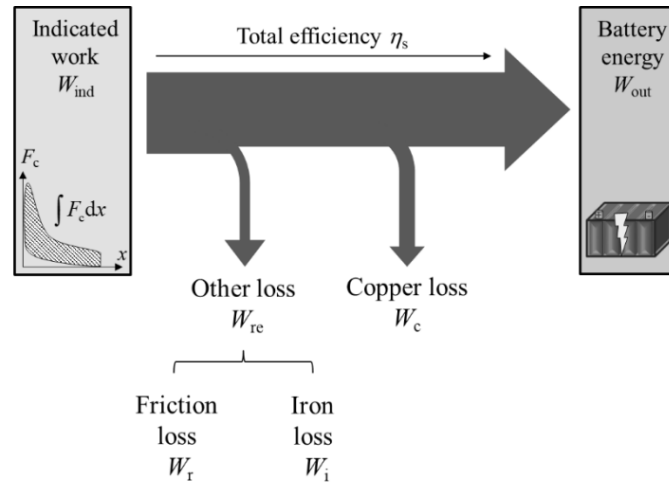 Indicated
work
W_ind
Total efficiency η_s
Battery
energy
W_out
F_c
∫ F_c dx
x
Other loss
W_re
Copper loss
W_c
Friction
loss
W_r
Iron
loss
W_i